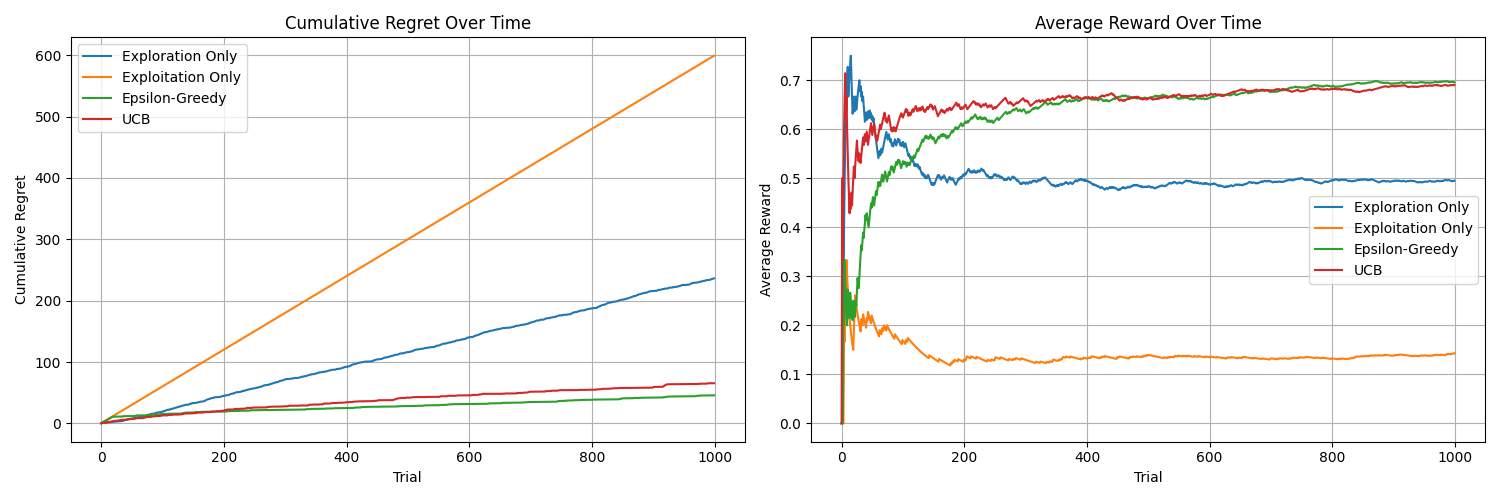 Cumulative Regret Over Time
Cumulative Regret
600
500
400
300
200
100
0
Exploration Only
Exploitation Only
Epsilon-Greedy
UCB
0 200 400 600 800 1000
Trial
Average Reward Over Time
Average Reward
0.7
0.6
0.5
0.4
0.3
0.2
0.1
0.0
Exploration Only
Exploitation Only
Epsilon-Greedy
UCB
0 200 400 600 800 1000
Trial